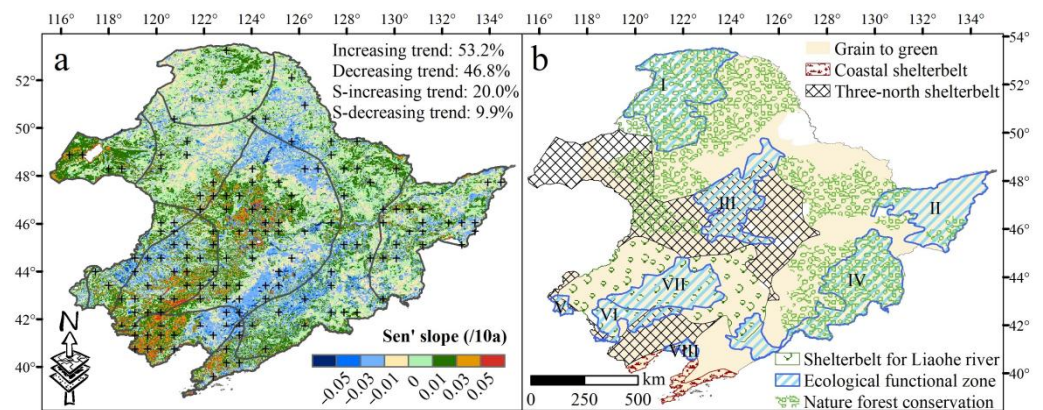 116° 118° 120° 122° 124° 126° 128° 130° 132° 134°
a
Increasing trend: 53.2%
Decreasing trend: 46.8%
S-increasing trend: 20.0%
S-decreasing trend: 9.9%
52°
50°
48°
46°
44°
42°
40°
N
Sen' slope (/10a)
-0.05 -0.03 -0.01 0 0.01 0.03 0.05
116° 118° 120° 122° 124° 126° 128° 130° 132° 134°
b
Grain to green
Coastal shelterbelt
Three-north shelterbelt
54°
52°
50°
48°
46°
44°
42°
40°
I
II
III
IV
V
VI
VII
VIII
0 250 500
km
Shelterbelt for Liaohe river
Ecological functional zone
Nature forest conservation